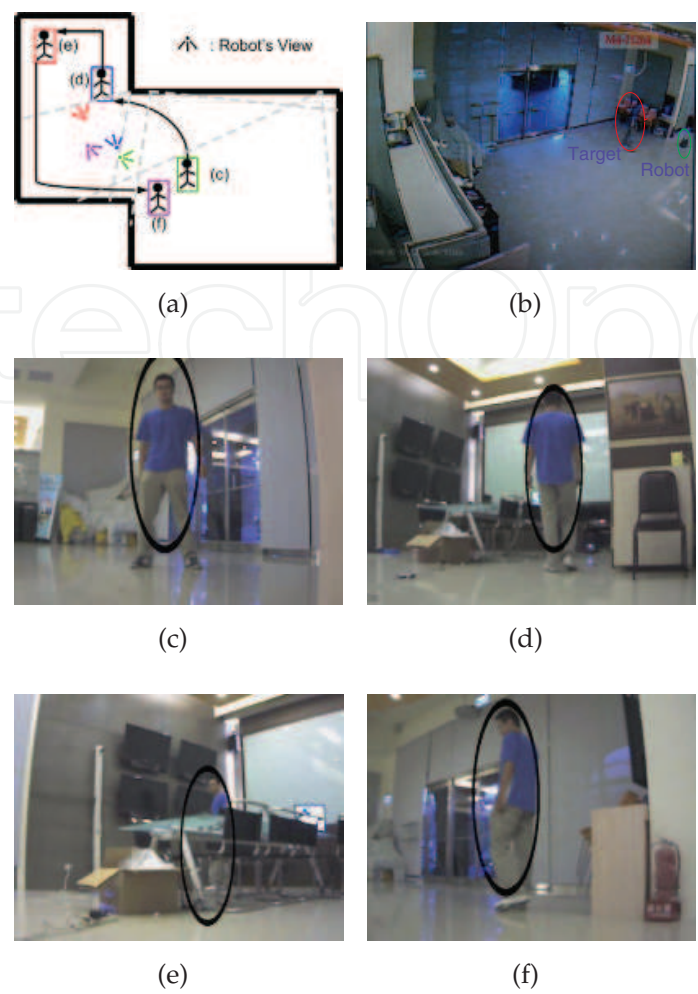 (e)
: Robot's View
(d)
(c)
(f)
Target
Robot
(a)
(b)
(c)
(d)
(e)
(f)